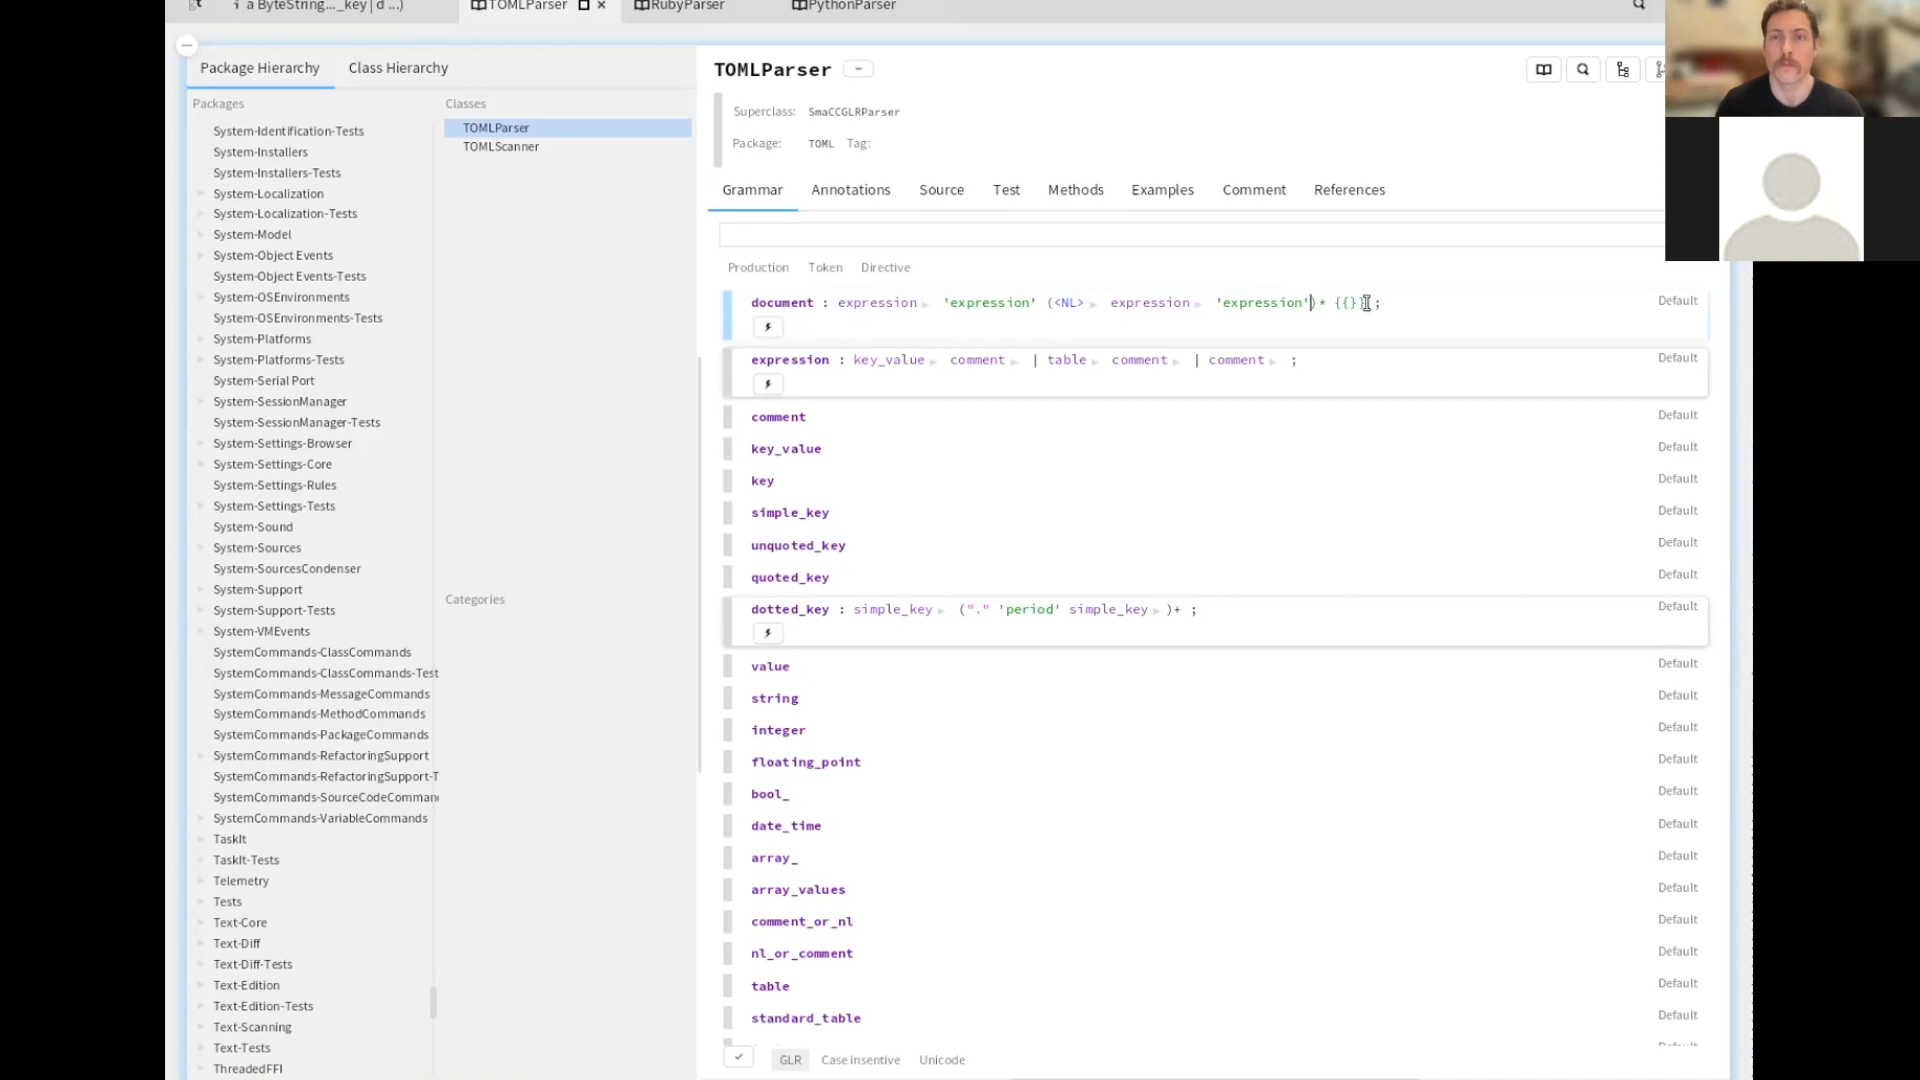 a ByteString..._key | d ...)
TOMLParser
RubyParser
PythonParser
Package Hierarchy
Class Hierarchy
Packages
System-Identification-Tests
System-Installers
System-Installers-Tests
System-Localization
System-Localization-Tests
System-Model
System-Object Events
System-Object Events-Tests
System-OSEnvironments
System-OSEnvironments-Tests
System-Platforms
System-Platforms-Tests
System-Serial Port
System-SessionManager
System-SessionManager-Tests
System-Settings-Browser
System-Settings-Core
System-Settings-Rules
System-Settings-Tests
System-Sound
System-Sources
System-SourcesCondenser
System-Support
System-Support-Tests
System-VMEvents
SystemCommands-ClassCommands
SystemCommands-ClassCommands-Test
SystemCommands-MessageCommands
SystemCommands-MethodCommands
SystemCommands-PackageCommands
SystemCommands-RefactoringSupport
SystemCommands-RefactoringSupport-T
SystemCommands-SourceCodeComman
SystemCommands-VariableCommands
TaskIt
TaskIt-Tests
Telemetry
Tests
Text-Core
Text-Diff
Text-Diff-Tests
Text-Edition
Text-Edition-Tests
Text-Scanning
Text-Tests
ThreadedFFI
Classes
TOMLParser
TOMLScanner
Categories
TOMLParser
Superclass: SmaCCGLRParser
Package: TOML Tag:
Grammar Annotations Source Test Methods Examples Comment References
Production Token Directive
document : expression 'expression' (<NL> expression 'expression')* {{}} ; Default
expression : key_value comment | table comment | comment ; Default
comment Default
key_value Default
key Default
simple_key Default
unquoted_key Default
quoted_key Default
dotted_key : simple_key ("." 'period' simple_key )+ ; Default
value Default
string Default
integer Default
floating_point Default
bool_ Default
date_time Default
array_ Default
array_values Default
comment_or_nl Default
nl_or_comment Default
table Default
standard_table Default
GLR Case insentive Unicode